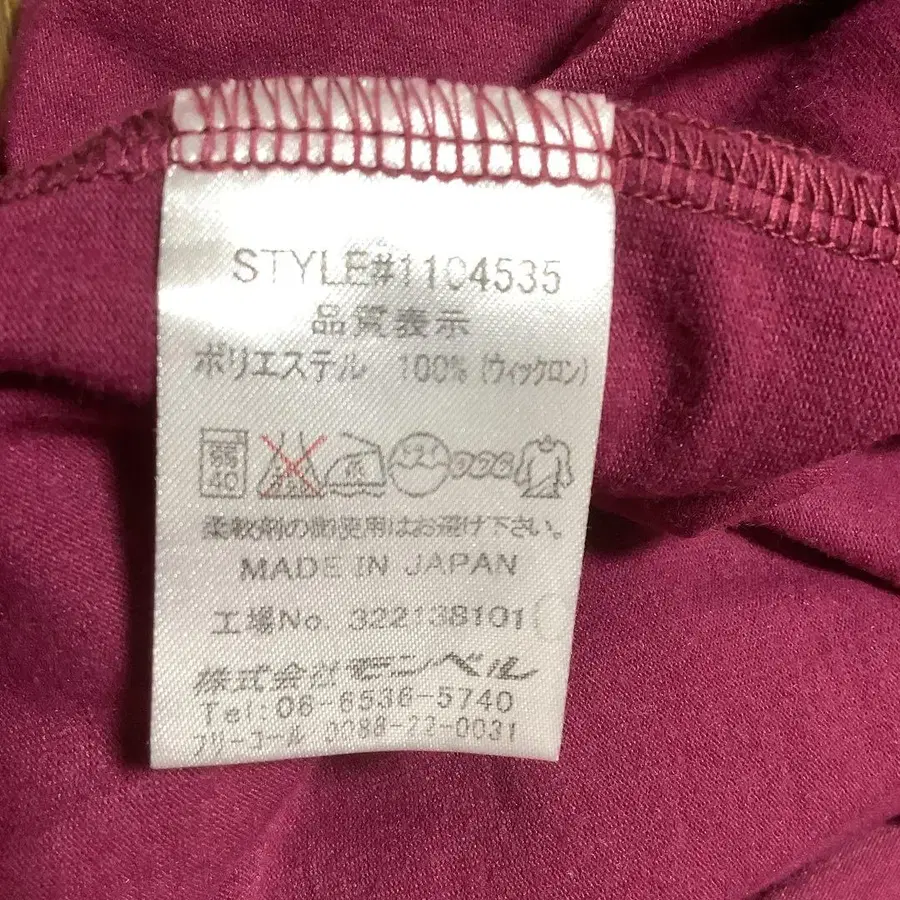 STYLE#1104535
品質表示
ポリエステル 100% (ウィックロン)
弱 40
柔軟剤の御使用はお避け下さい。
MADE IN JAPAN
工場No. 322138101
株式会社モンベル
Tel:06-6536-5740
フリーコール 0088-22-0031